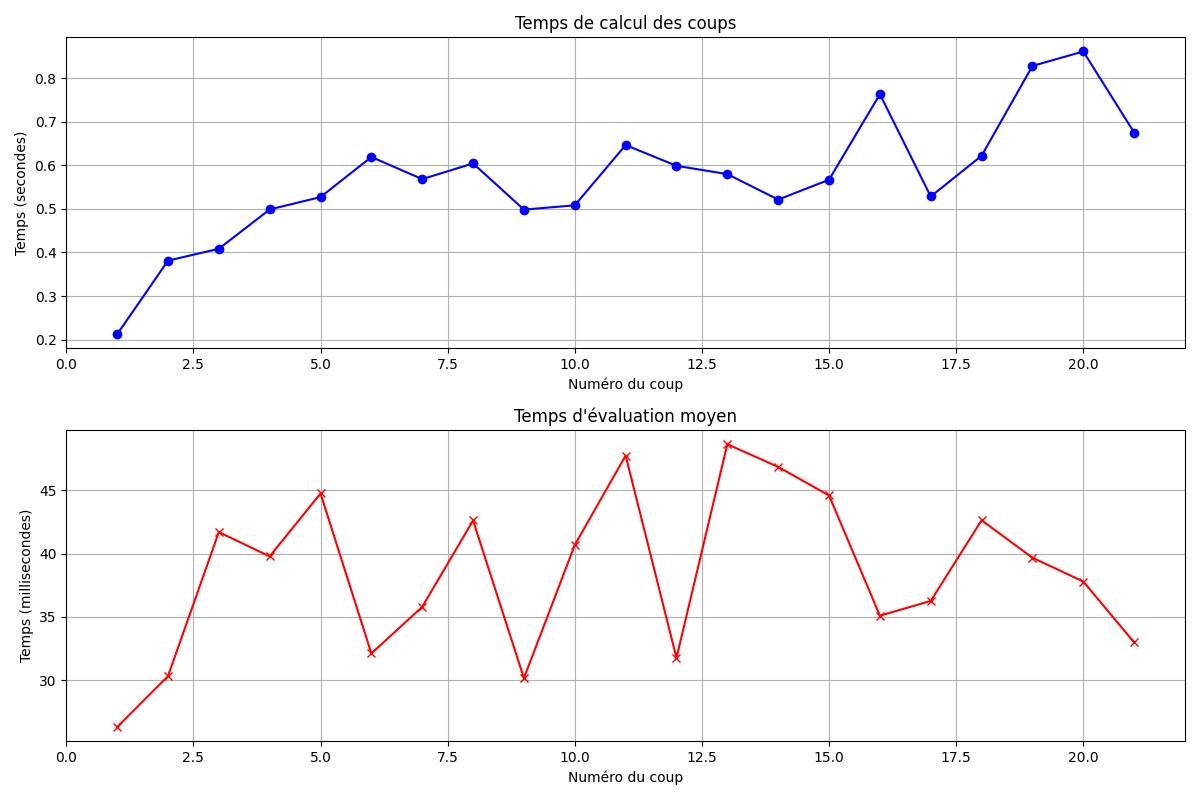 Temps de calcul des coups
0.8
0.7
0.6
0.5
0.4
0.3
0.2
Temps (secondes)
0.0 2.5 5.0 7.5 10.0 12.5 15.0 17.5 20.0
Numéro du coup
Temps d'évaluation moyen
45
40
35
30
Temps (millisecondes)
0.0 2.5 5.0 7.5 10.0 12.5 15.0 17.5 20.0
Numéro du coup